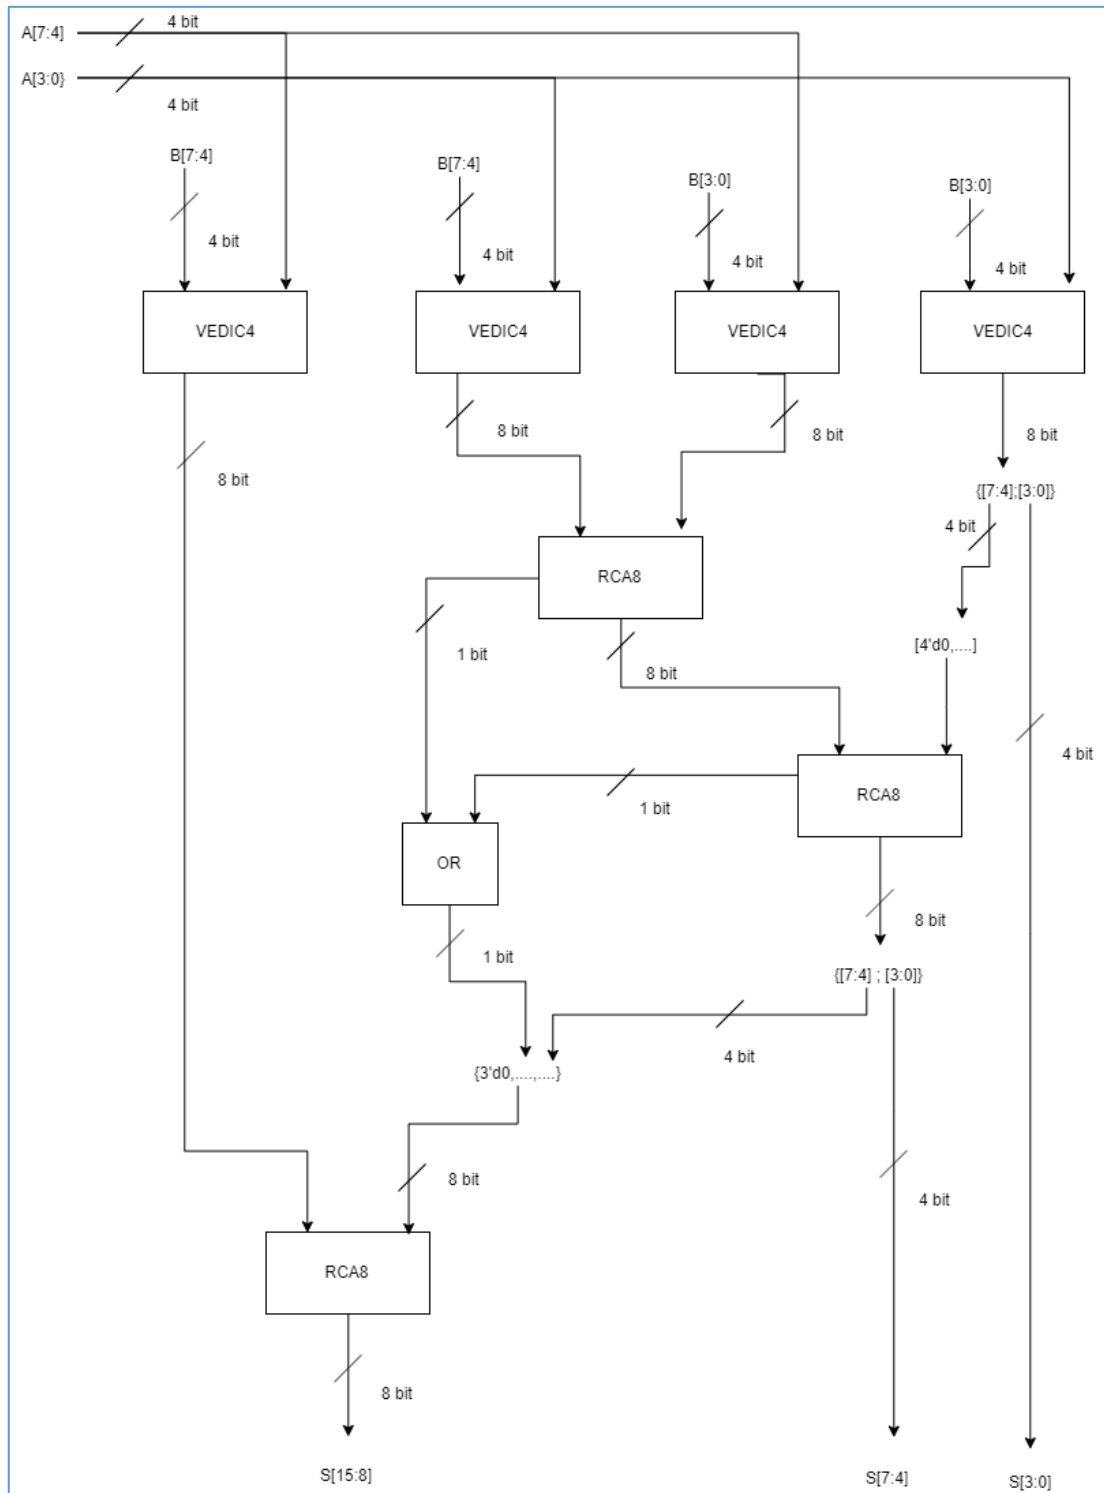 4 bit
A[7:4]
A[3:0}
4 bit
B[7:4]
B[7:4]
B[3:0]
B[3:0]
4 bit
4 bit
4 bit
4 bit
VEDIC4
VEDIC4
VEDIC4
VEDIC4
8 bit
8 bit
8 bit
8 bit
{[7:4];[3:0]}
4 bit
RCA8
1 bit
8 bit
[4'd0,....]
4 bit
RCA8
1 bit
OR
8 bit
1 bit
{[7:4] ; [3:0]}
4 bit
{3'd0,....,....}
8 bit
4 bit
RCA8
8 bit
S[15:8]
S[7:4]
S[3:0]